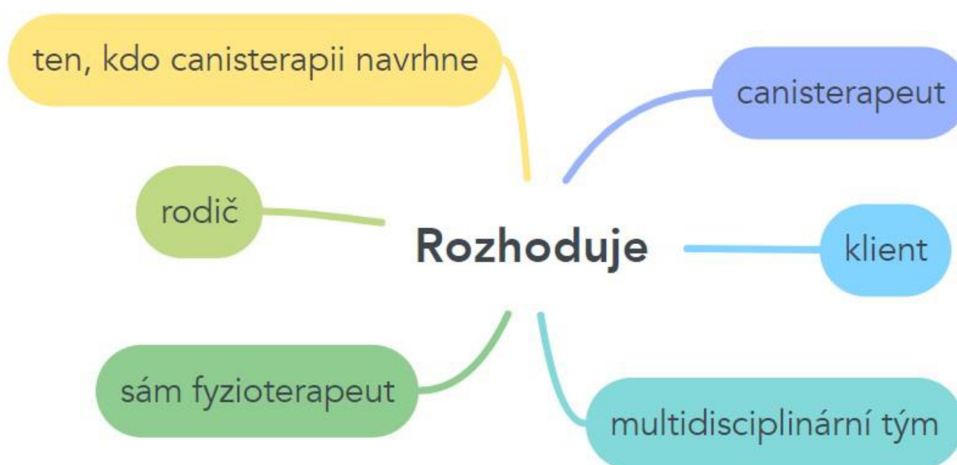 ten, kdo canisterapii navrhne
canisterapeut
rodič
Rozhoduje
klient
sám fyzioterapeut
multidisciplinární tým